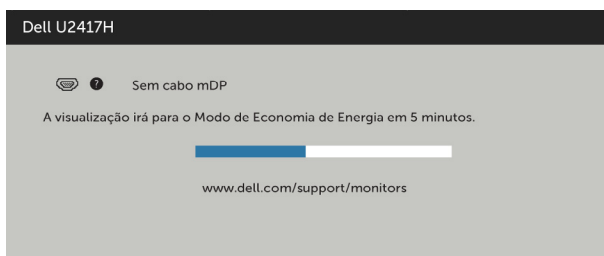 Dell U2417H
? Sem cabo mDP
A visualização irá para o Modo de Economia de Energia em 5 minutos.
www.dell.com/support/monitors